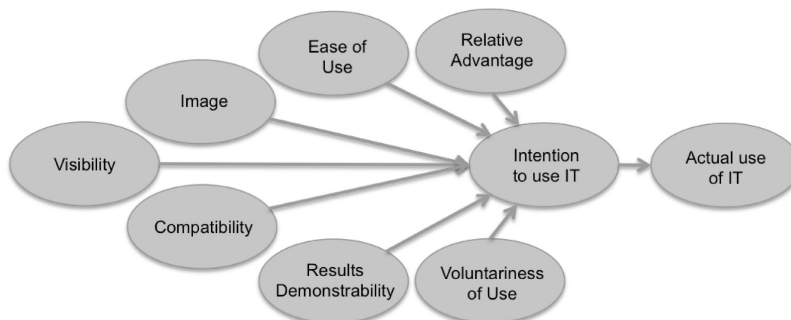 Ease of
Use
Relative
Advantage
Image
Visibility
Intention
to use IT
Actual use
of IT
Compatibility
Results
Demonstrability
Voluntariness
of Use